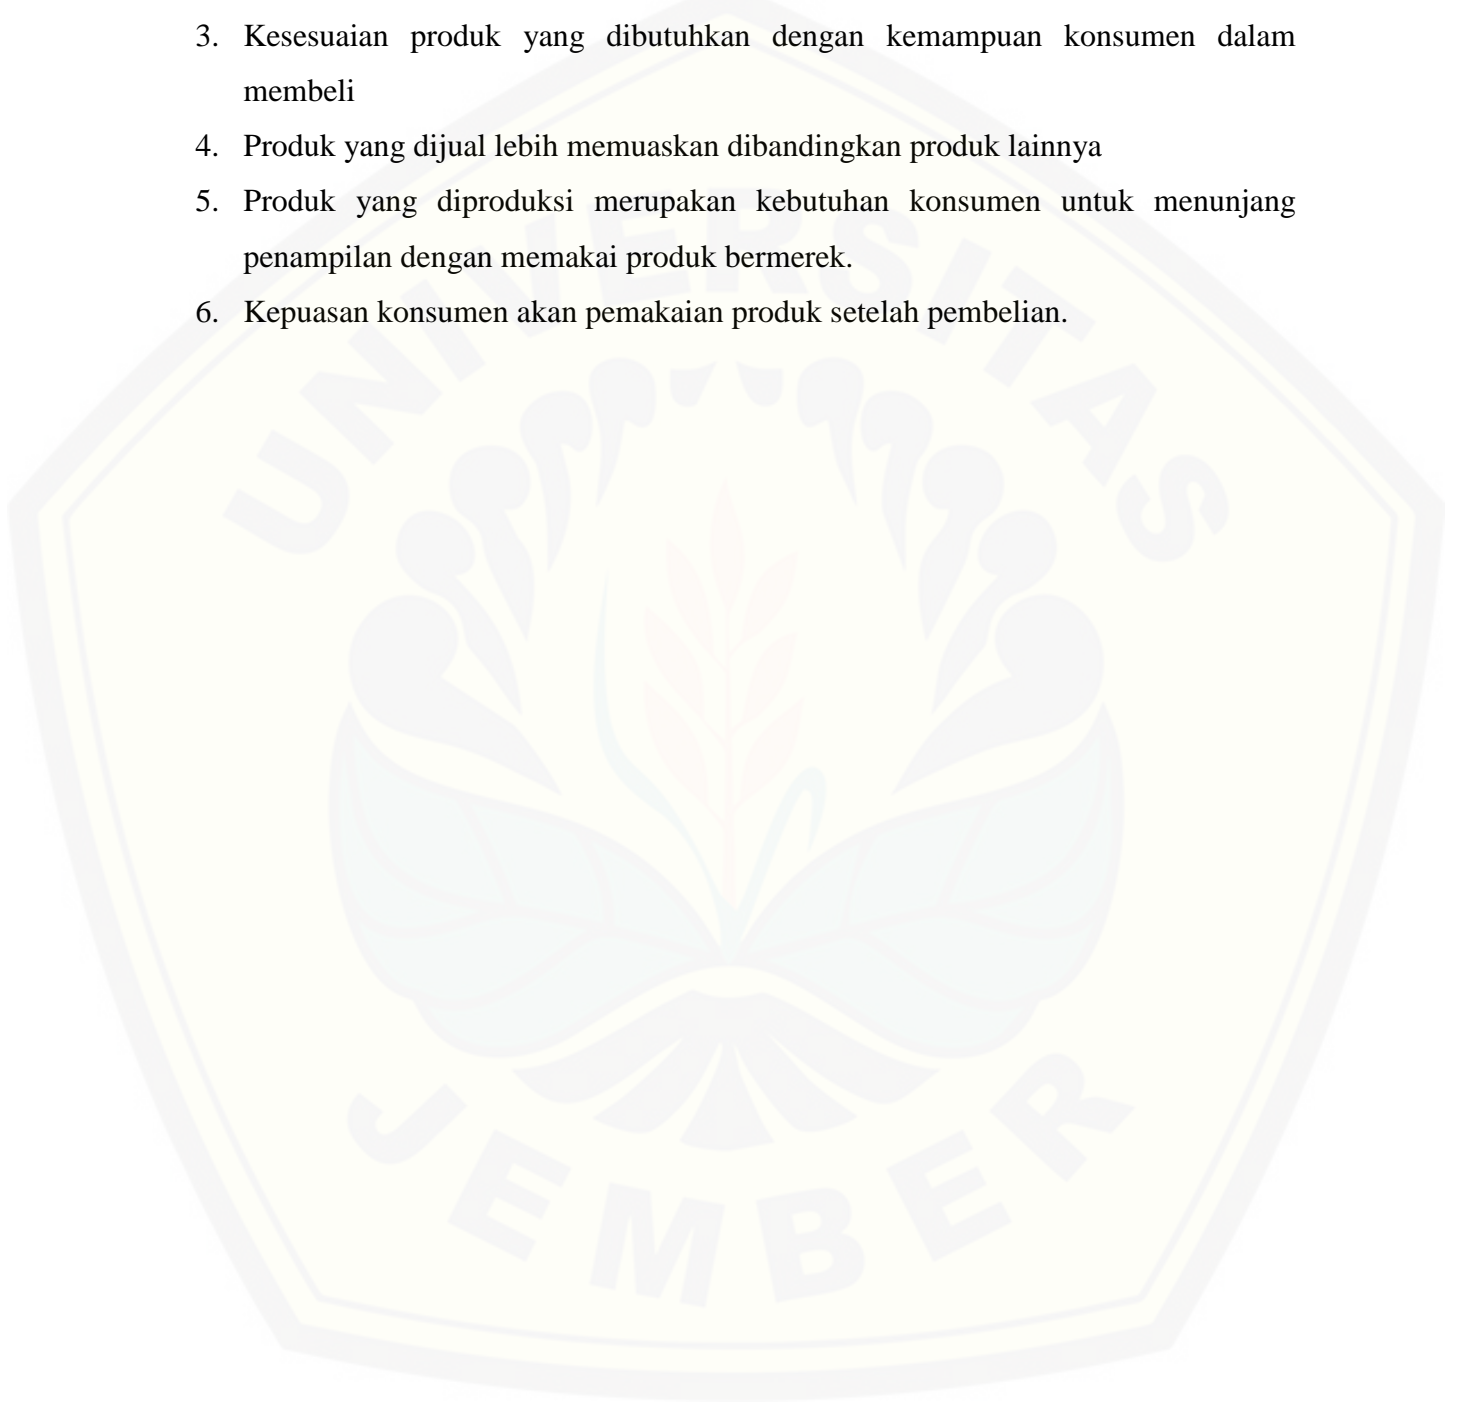 3. Kesesuaian produk yang dibutuhkan dengan kemampuan konsumen dalam
membeli
4. Produk yang dijual lebih memuaskan dibandingkan produk lainnya
5. Produk yang diproduksi merupakan kebutuhan konsumen untuk menunjang
penampilan dengan memakai produk bermerek.
6. Kepuasan konsumen akan pemakaian produk setelah pembelian.
UNIVERSITAS
JEMBER